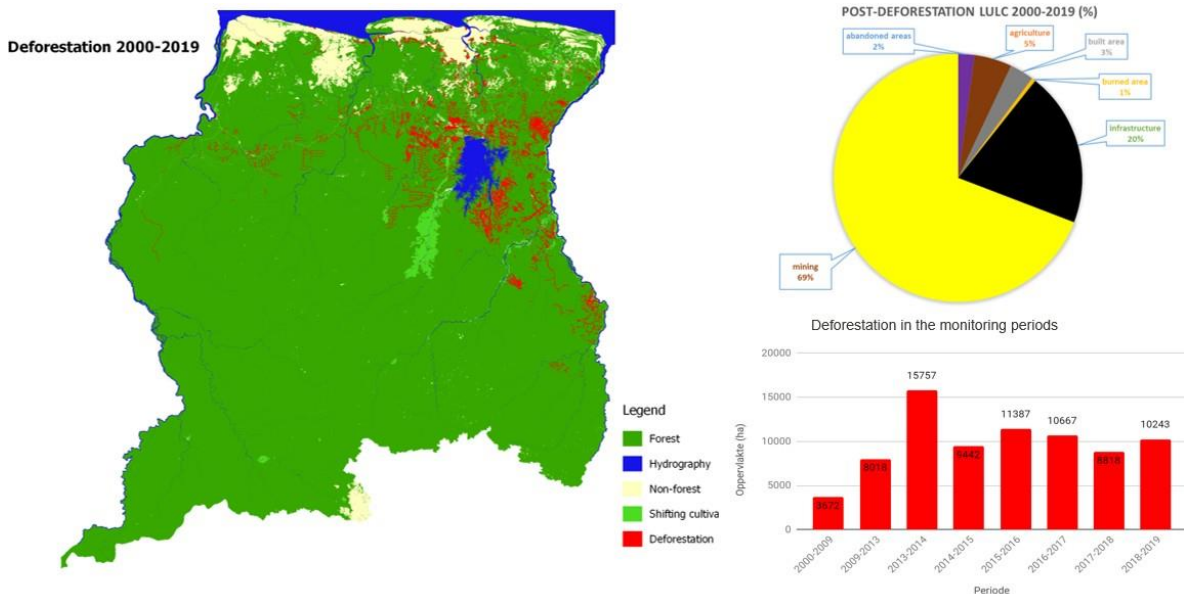 Deforestation 2000-2019
Legend
Forest
Hydrography
Non-forest
Shifting cultiva
Deforestation
POST-DEFORESTATION LULC 2000-2019 (%)
abandoned areas
2%
agriculture
5%
built area
3%
burned area
1%
infrastructure
20%
mining
69%
Deforestation in the monitoring periods
Oppervlakte (ha)
20000
15000
10000
5000
0
3672
8018
15757
9442
11387
10667
8818
10243
2000-2009
2009-2013
2013-2014
2014-2015
2015-2016
2016-2017
2017-2018
2018-2019
Periode